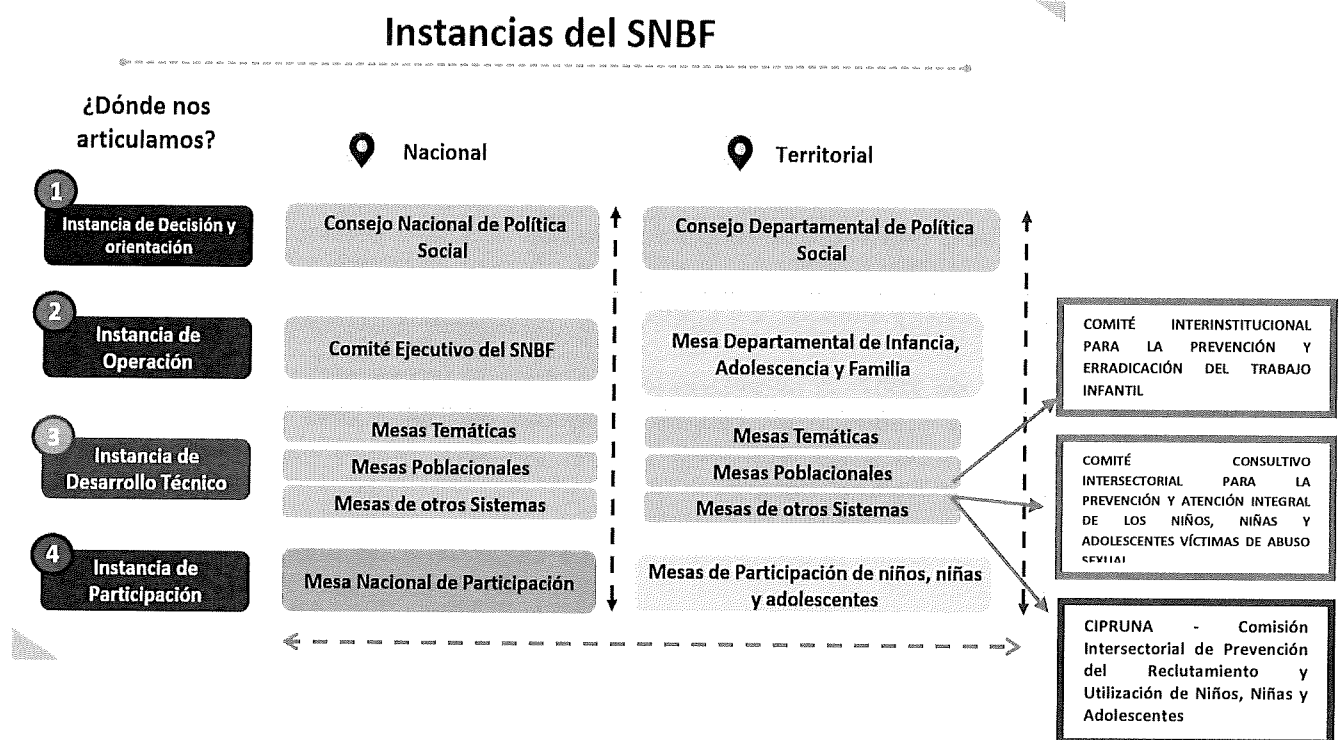 Instancias del SNBF
¿Dónde nos
articulamos?
Nacional
Territorial
1
Instancia de Decisión y
orientación
Consejo Nacional de Política
Social
Consejo Departamental de Política
Social
2
Instancia de
Operación
Comité Ejecutivo del SNBF
Mesa Departamental de Infancia,
Adolescencia y Familia
3
Instancia de
Desarrollo Técnico
Mesas Temáticas
Mesas Poblacionales
Mesas de otros Sistemas
Mesas Temáticas
Mesas Poblacionales
Mesas de otros Sistemas
4
Instancia de
Participación
Mesa Nacional de Participación
Mesas de Participación de niños, niñas
y adolescentes
COMITÉ INTERINSTITUCIONAL
PARA LA PREVENCIÓN Y
ERRADICACIÓN DEL TRABAJO
INFANTIL
COMITÉ CONSULTIVO
INTERSECTORIAL PARA LA
PREVENCIÓN Y ATENCIÓN INTEGRAL
DE LOS NIÑOS, NIÑAS Y
ADOLESCENTES VÍCTIMAS DE ABUSO
SEXUAL
CIPRUNA - Comisión
Intersectorial de Prevención
del Reclutamiento y
Utilización de Niños, Niñas y
Adolescentes